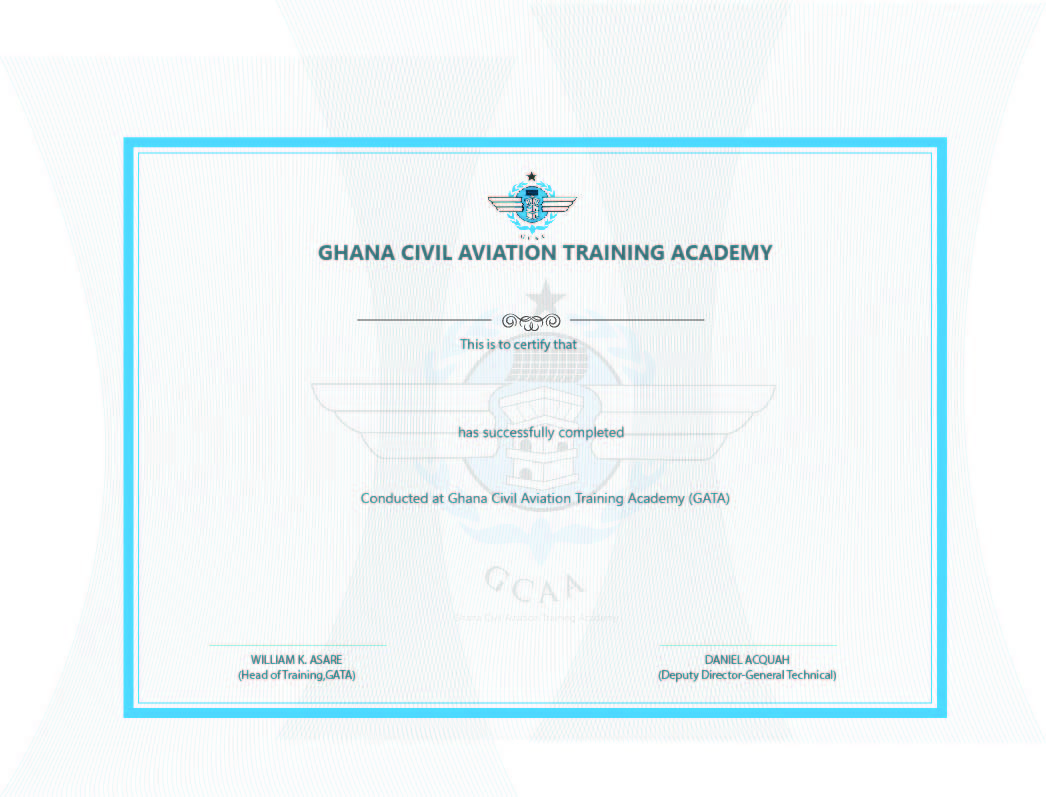 GCAA
GHANA CIVIL AVIATION TRAINING ACADEMY
This is to certify that
has successfully completed
Conducted at Ghana Civil Aviation Training Academy (GATA)
GCAA
Ghana Civil Aviation Training Academy
WILLIAM K. ASARE
(Head of Training,GATA)
DANIEL ACQUAH
(Deputy Director-General Technical)